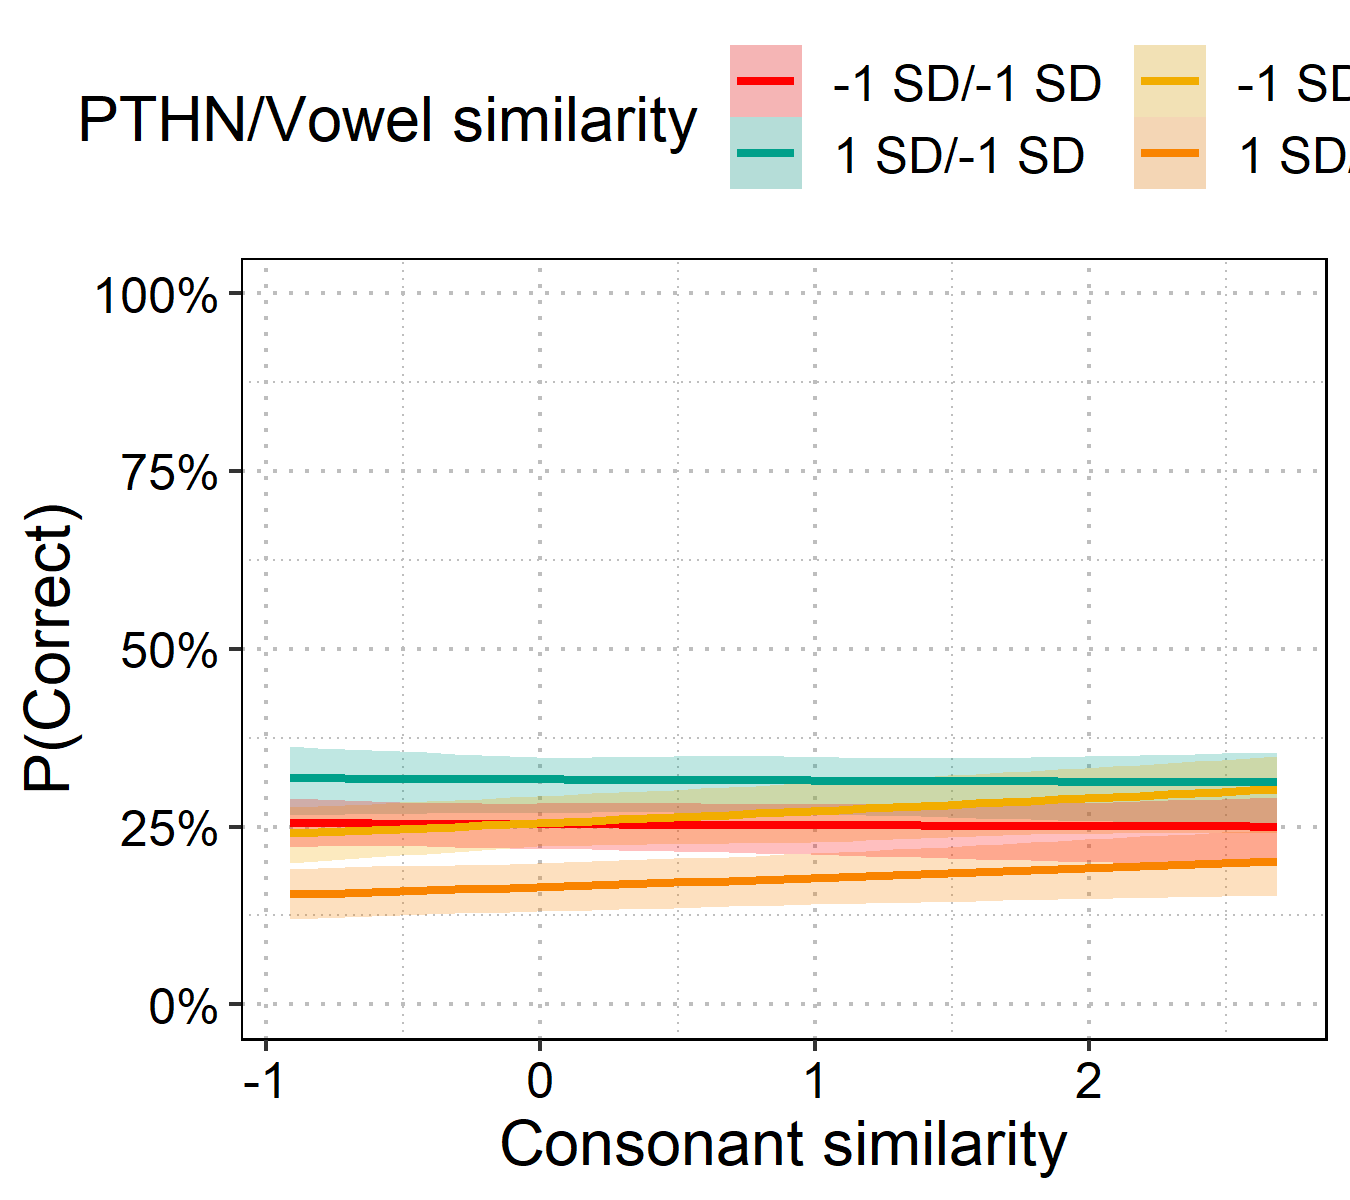 PTHN/Vowel similarity
-1 SD/-1 SD
-1 SD
1 SD/-1 SD
1 SD/
100%
75%
50%
25%
0%
P(Correct)
-1
0
1
2
Consonant similarity